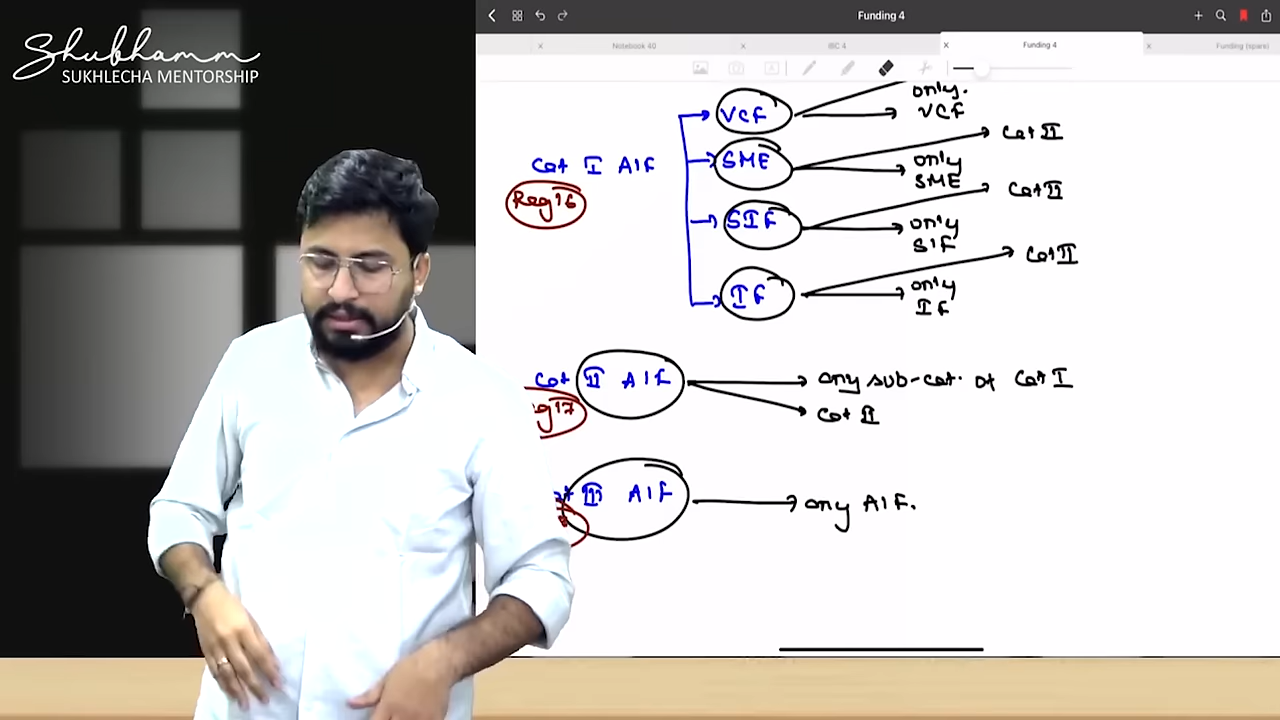 Shubhamm
SUKHLECHA MENTORSHIP
Funding 4
Notebook 40
IBC 4
Funding 4
Funding (spare)
only.
VCF
VCF
Cat II
Cat I AIF
SME
only
SME
Reg 16
Cat II
SIF
only
SIF
Cat II
IF
only
IF
Cat II AIF
any sub-cat. of Cat I
g 17
Cat II
III AIF
any AIF.